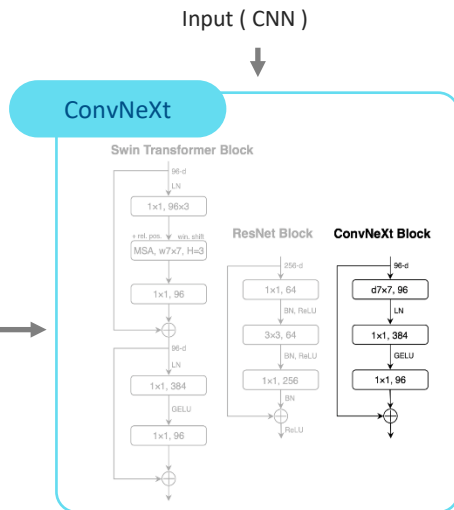 Input ( CNN )
ConvNeXt
Swin Transformer Block
96-d
LN
1×1, 96×3
+ rel. pos. win. shift
MSA, w7×7, H=3
1×1, 96
96-d
LN
1×1, 384
GELU
1×1, 96
ResNet Block
256-d
1×1, 64
BN, ReLU
3×3, 64
BN, ReLU
1×1, 256
BN
ReLU
ConvNeXt Block
96-d
d7×7, 96
LN
1×1, 384
GELU
1×1, 96